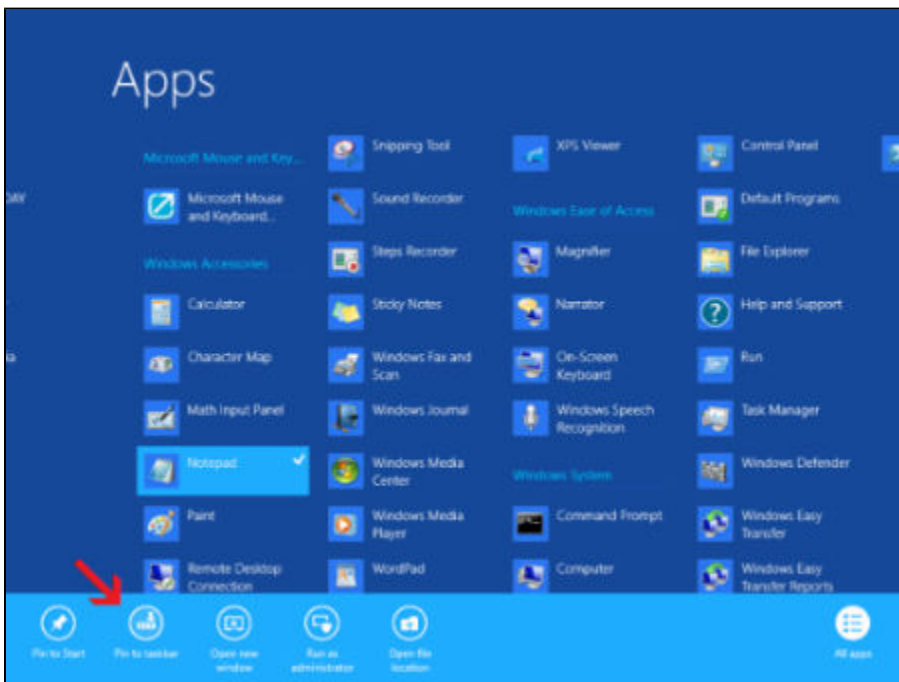 Apps
Microsoft Mouse and Key...
Microsoft Mouse
and Keyboard...
Windows Accessories
Calculator
Character Map
Math Input Panel
Notepad
Paint
Remote Desktop
Connection
Snipping Tool
Sound Recorder
Steps Recorder
Sticky Notes
Windows Fax and
Scan
Windows Journal
Windows Media
Center
Windows Media
Player
WordPad
XPS Viewer
Windows Ease of Access
Magnifier
Narrator
On-Screen
Keyboard
Windows Speech
Recognition
Windows System
Command Prompt
Computer
Control Panel
Default Programs
File Explorer
Help and Support
Run
Task Manager
Windows Defender
Windows Easy
Transfer
Windows Easy
Transfer Reports
Pin to Start
Pin to taskbar
Open new
window
Run as
administrator
Open file
location
All apps